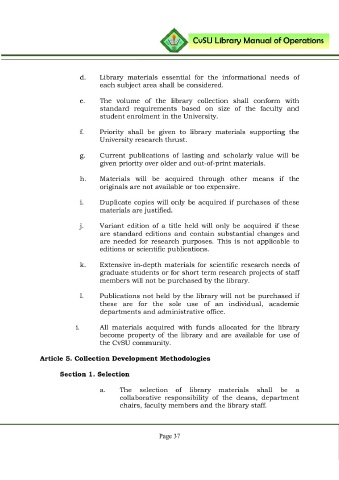 CvSU Library Manual of Operations
d. Library materials essential for the informational needs of
each subject area shall be considered.
e. The volume of the library collection shall conform with
standard requirements based on size of the faculty and
student enrolment in the University.
f. Priority shall be given to library materials supporting the
University research thrust.
g. Current publications of lasting and scholarly value will be
given priority over older and out-of-print materials.
h. Materials will be acquired through other means if the
originals are not available or too expensive.
i. Duplicate copies will only be acquired if purchases of these
materials are justified.
j. Variant edition of a title held will only be acquired if these
are standard editions and contain substantial changes and
are needed for research purposes. This is not applicable to
editions or scientific publications.
k. Extensive in-depth materials for scientific research needs of
graduate students or for short term research projects of staff
members will not be purchased by the library.
l. Publications not held by the library will not be purchased if
these are for the sole use of an individual, academic
departments and administrative office.
i. All materials acquired with funds allocated for the library
become property of the library and are available for use of
the CvSU community.
Article 5. Collection Development Methodologies
Section 1. Selection
a. The selection of library materials shall be a
collaborative responsibility of the deans, department
chairs, faculty members and the library staff.
Page 37